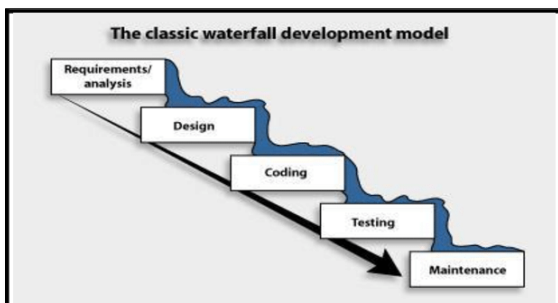 The classic waterfall development model
Requirements/
analysis
Design
Coding
Testing
Maintenance